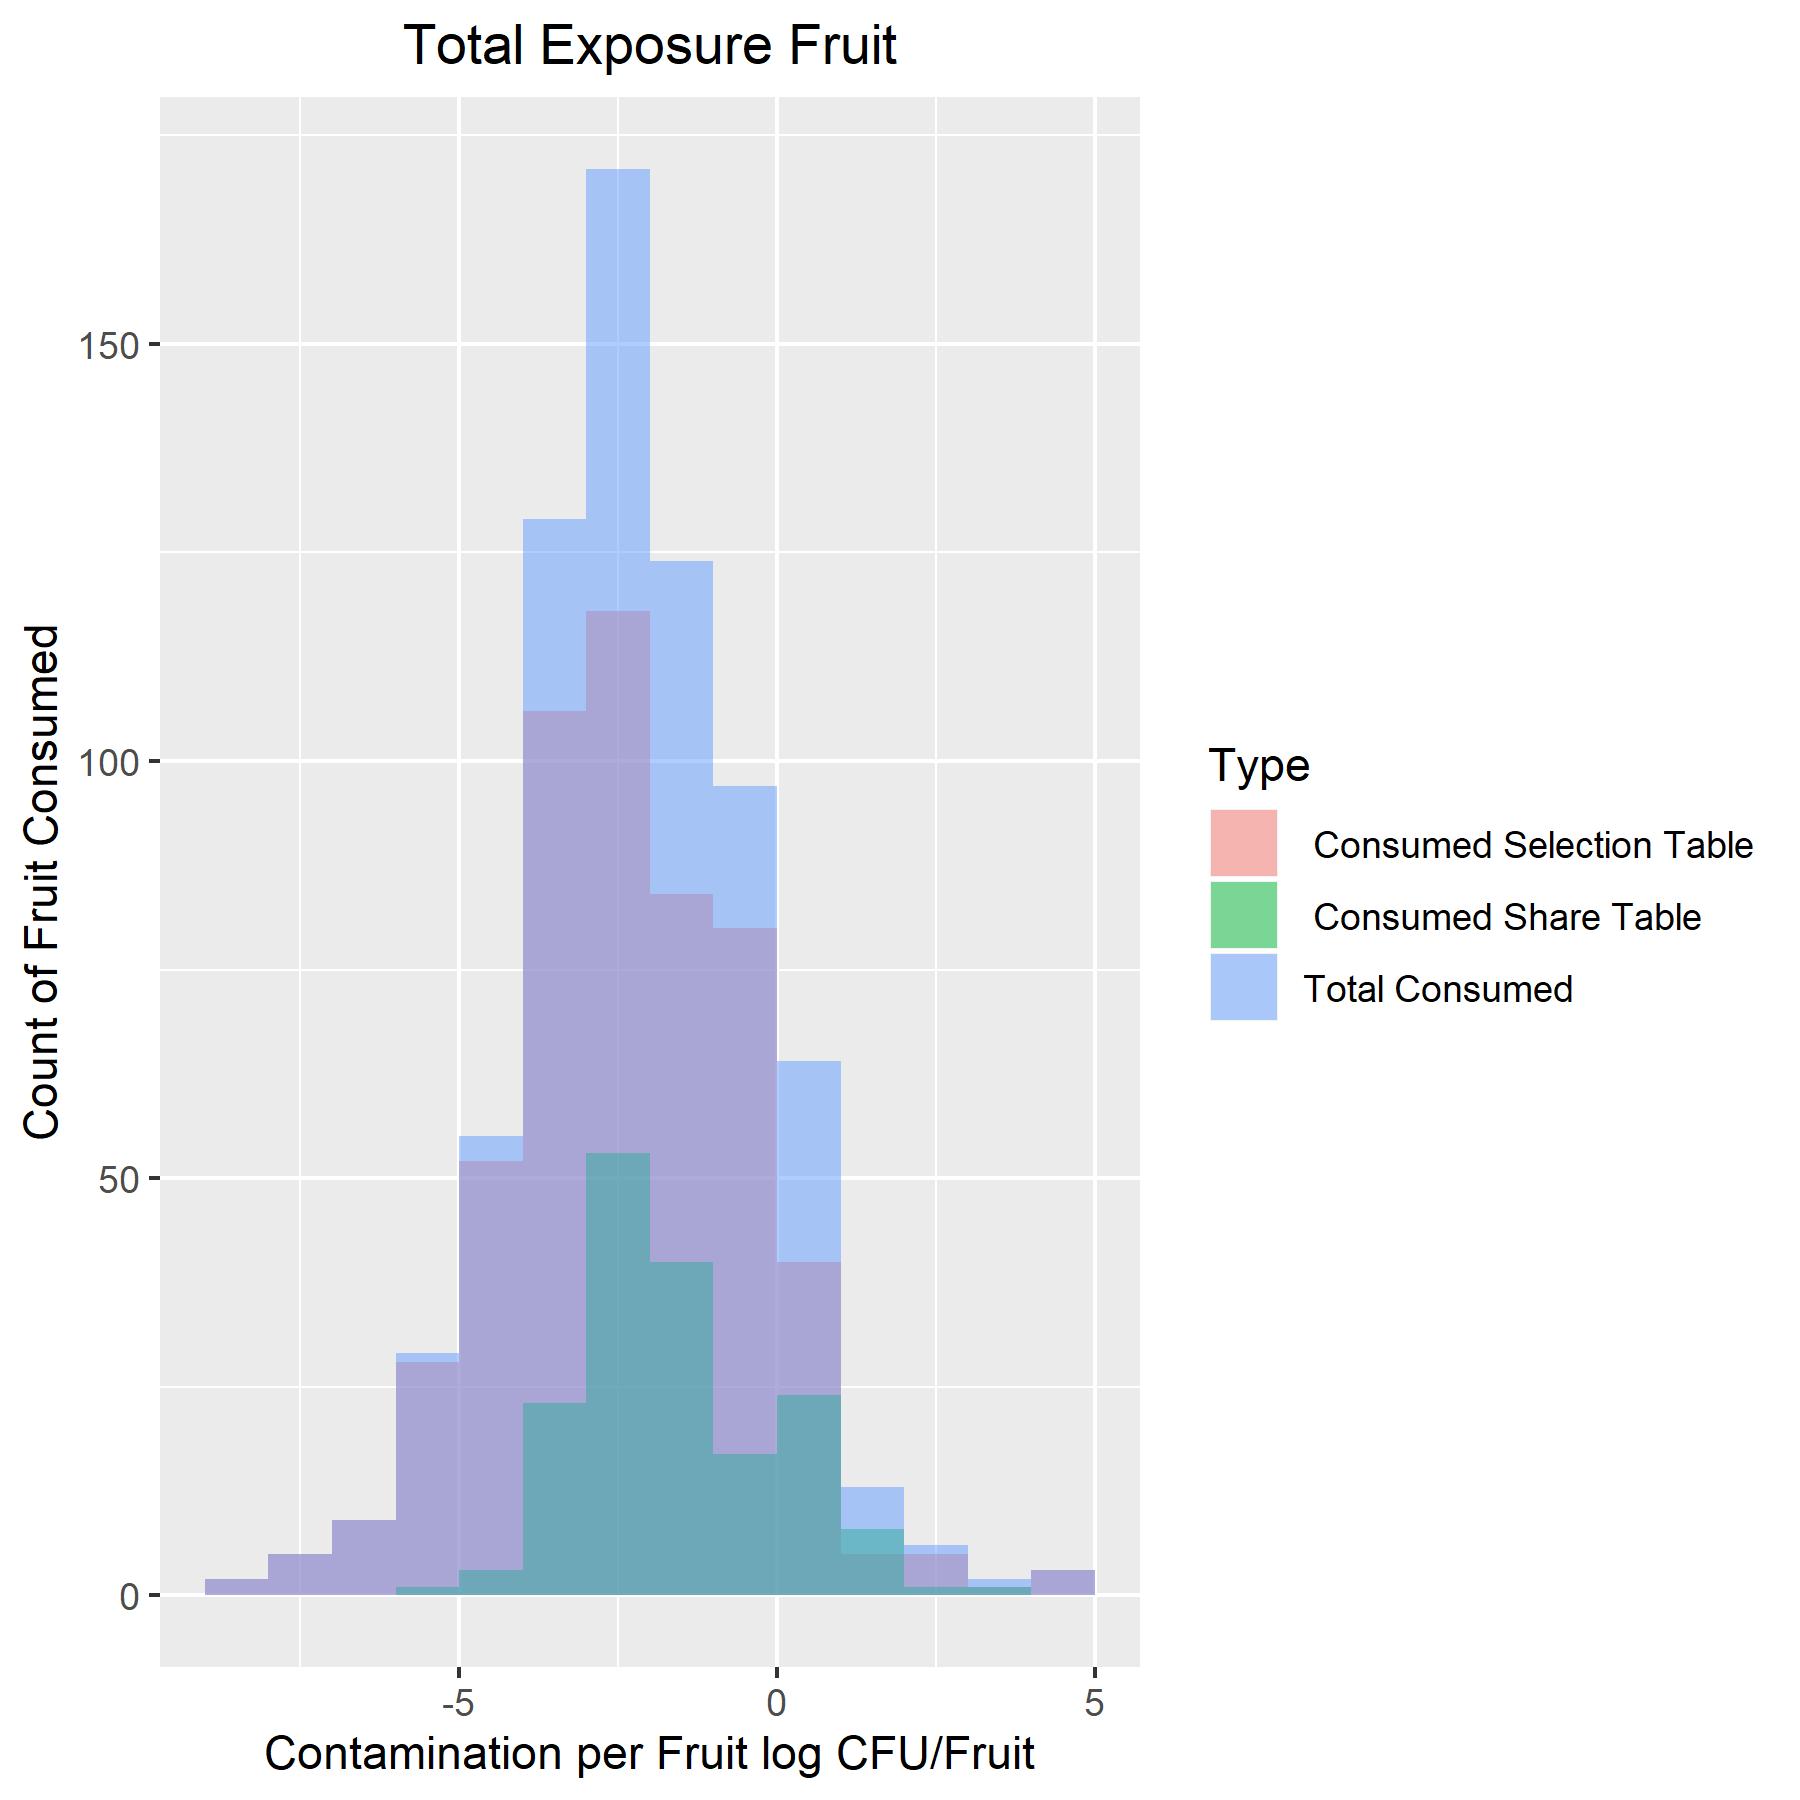 Total Exposure Fruit
Count of Fruit Consumed
150
100
50
0
-5
0
5
Contamination per Fruit log CFU/Fruit
Type
Consumed Selection Table
Consumed Share Table
Total Consumed